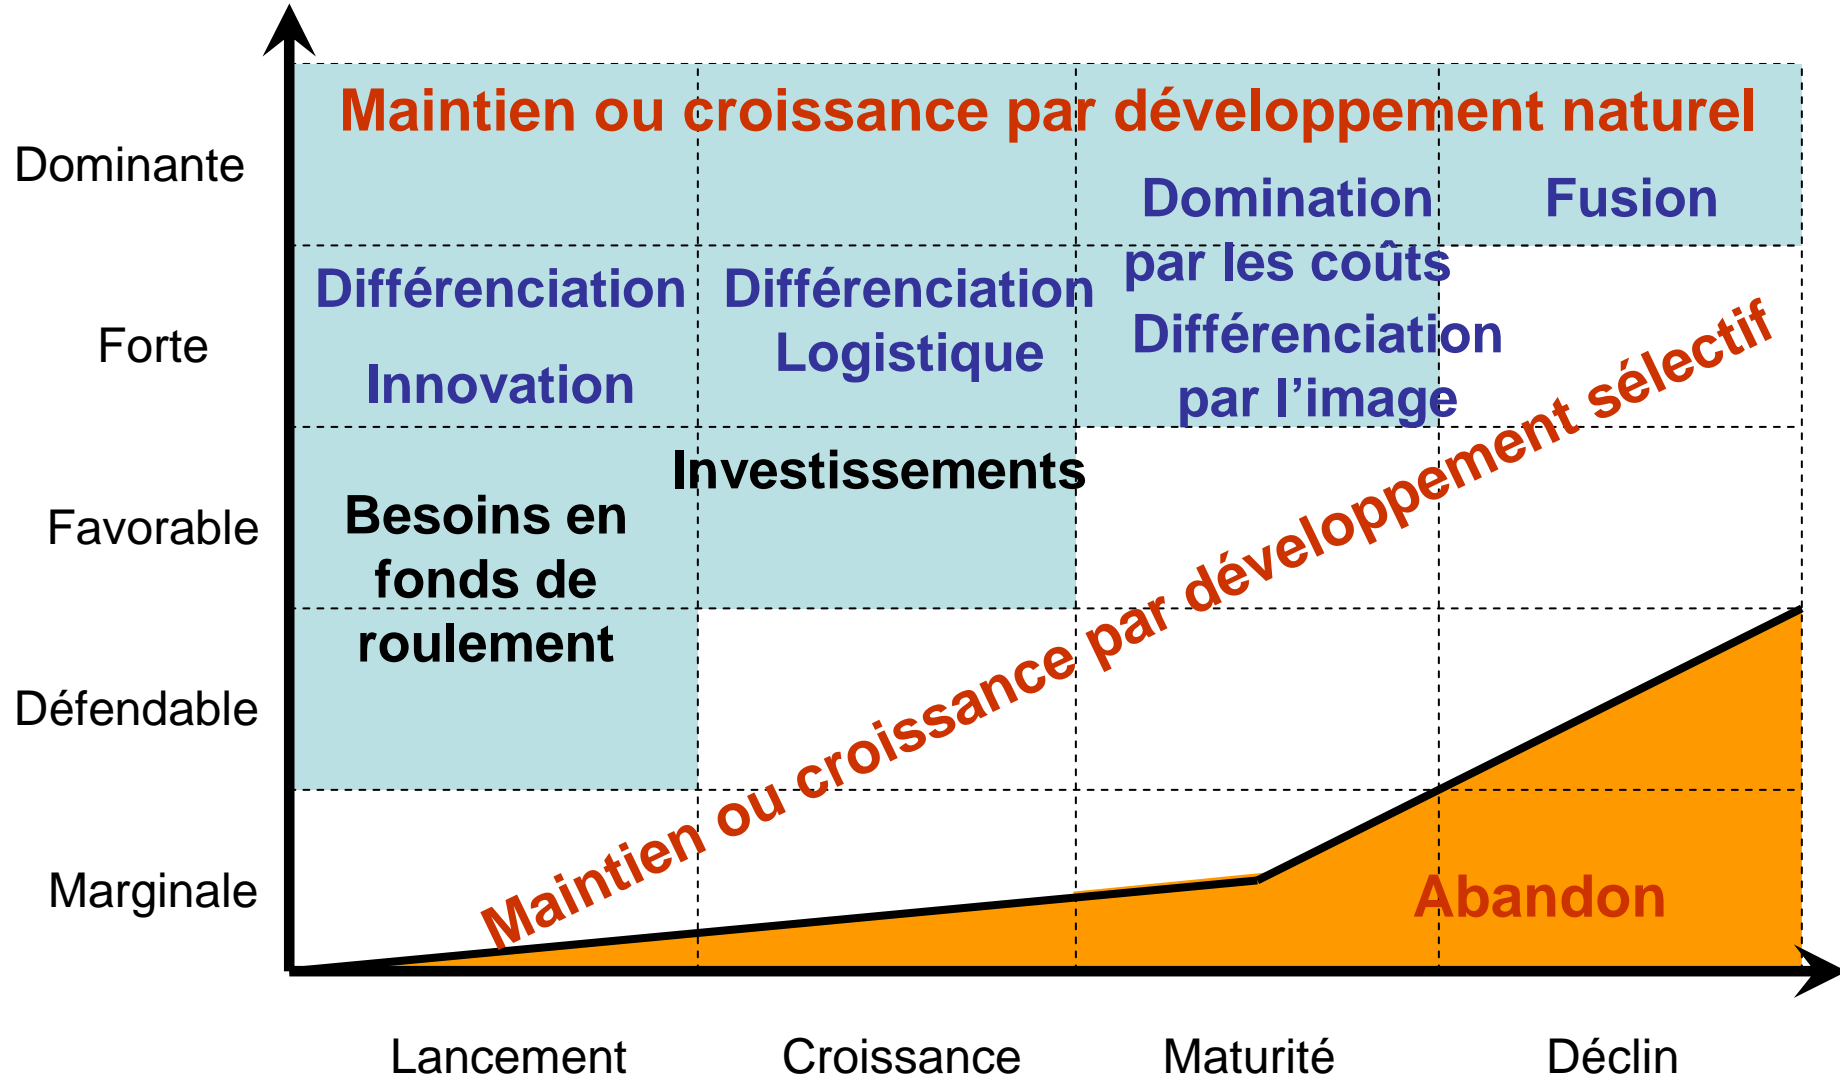 Maintien ou croissance par développement naturel
Dominante
Domination
par les coûts
Fusion
Différenciation
Innovation
Différenciation
Logistique
Différenciation
par l’image
Forte
Maintien ou croissance par développement sélectif
Investissements
Favorable
Besoins en
fonds de
roulement
Défendable
Marginale
Abandon
Lancement
Croissance
Maturité
Déclin